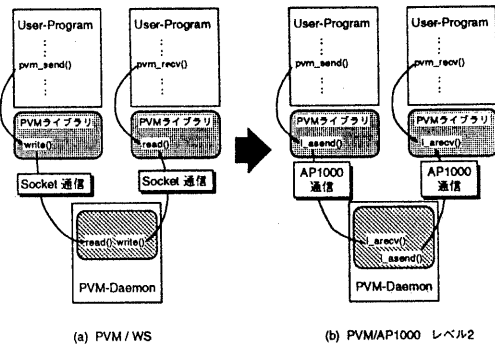 User-Program
pvm_send()
PVMライブラリ
write()
Socket 通信
User-Program
pvm_recv()
PVMライブラリ
read()
Socket 通信
read() write()
PVM-Daemon
(a) PVM / WS
User-Program
pvm_send()
PVMライブラリ
l_asend()
AP1000
通信
User-Program
pvm_recv()
PVMライブラリ
l_arecv()
AP1000
通信
l_arecv()
l_asend()
PVM-Daemon
(b) PVM/AP1000 レベル2